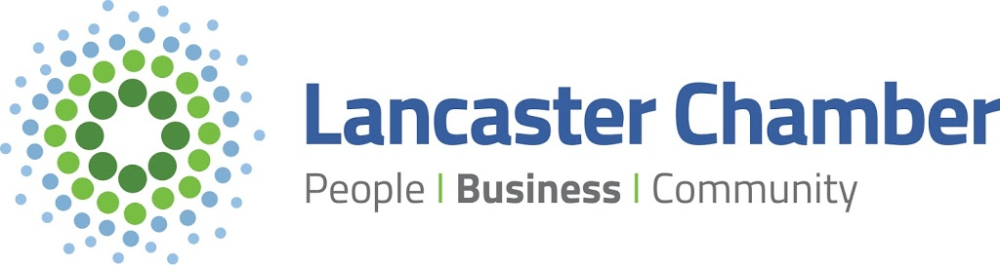 Lancaster Chamber
People | Business | Community